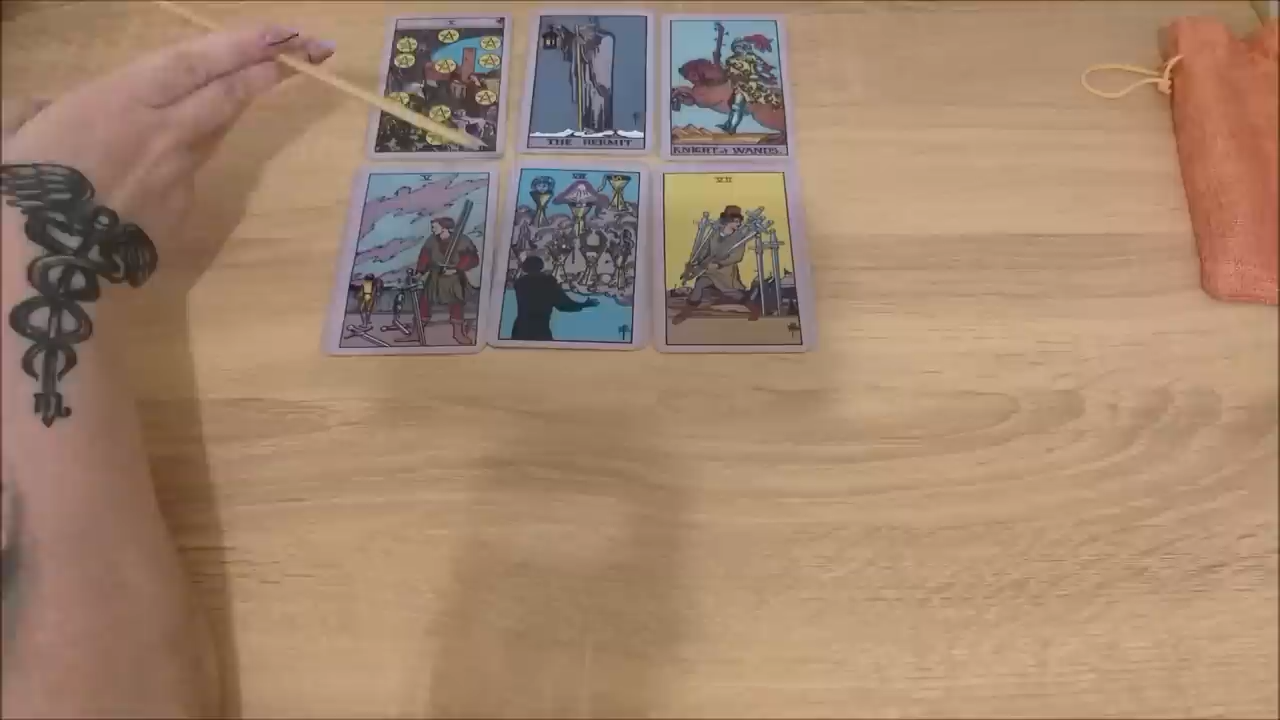 X
THE HERMIT
KNIGHT of WANDS.
V
VII
VII